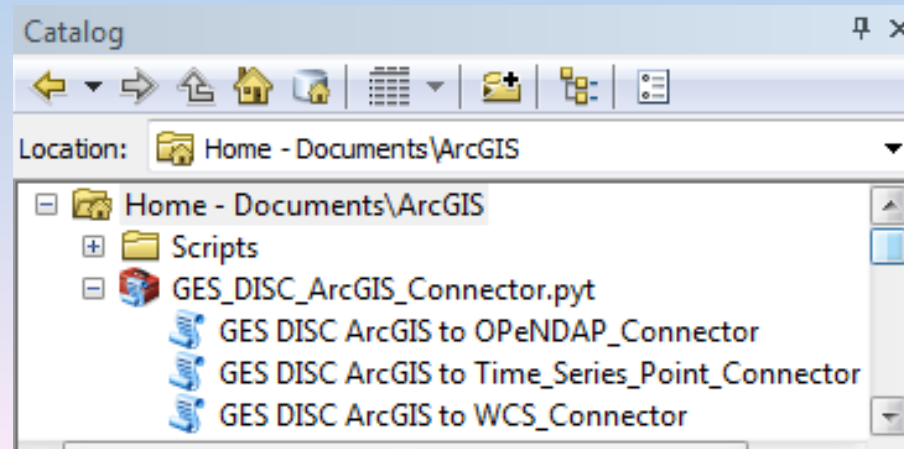 Catalog
Location: Home - Documents\ArcGIS
Home - Documents\ArcGIS
Scripts
GES_DISC_ArcGIS_Connector.pyt
GES DISC ArcGIS to OPeNDAP_Connector
GES DISC ArcGIS to Time_Series_Point_Connector
GES DISC ArcGIS to WCS_Connector